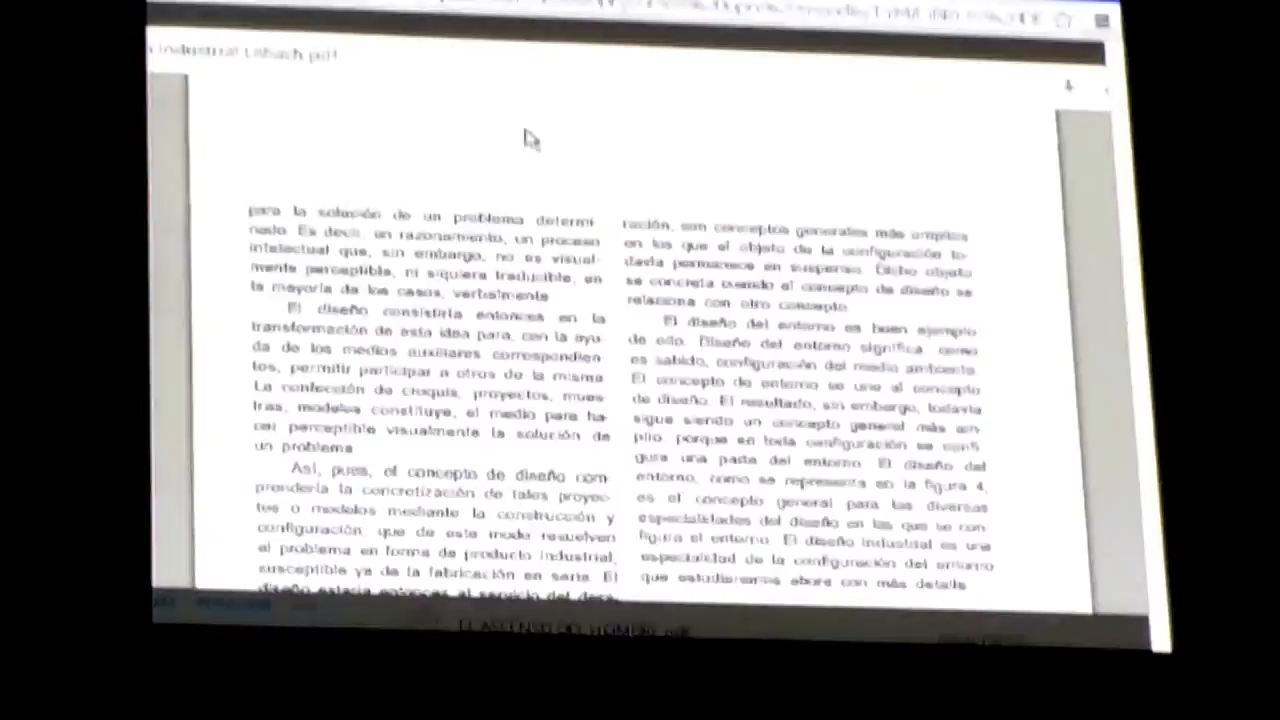 Industrial Lobach.pdf
para la solución de un problema determi-
nado. Es decir, un razonamiento, un proceso
intelectual que, sin embargo, no es visual-
mente perceptible, ni siquiera traducible, en
la mayoría de los casos, verbalmente
El diseño consistiría entonces en la
transformación de esta idea para, con la ayu-
da de los medios auxiliares correspondien-
tes, permitir participar a otros de la misma
La confección de croquis, proyectos, mues-
tras, modelos constituye, el medio para ha-
cer perceptible visualmente la solución de
un problema
Así, pues, el concepto de diseño com-
prendería la concretización de tales proyec-
tos o modelos mediante la construcción y
configuración, que de este modo resuelven
el problema en forma de producto industrial,
susceptible ya de la fabricación en serie. El
diseño estaría entonces al servicio del desa-
ración, son conceptos generales más amplios
en los que el objeto de la configuración to-
davía permanece en suspenso. Dicho objeto
se concreta cuando el concepto de diseño se
relaciona con otro concepto
El diseño del entorno es buen ejemplo
de ello. Diseño del entorno significa como
es sabido, configuración del medio ambiente
El concepto de entorno se une al concepto
de diseño. El resultado, sin embargo, todavía
sigue siendo un concepto general más am-
plio, porque en toda configuración se confi-
gura una parte del entorno. El diseño del
entorno, como se representa en la figura 4,
es el concepto general para las diversas
especialidades del diseño en las que se con-
figura el entorno. El diseño industrial es una
especialidad de la configuración del entorno
que estudiaremos ahora con más detalle
EL ASCENSO DEL HOMBRE.pdf